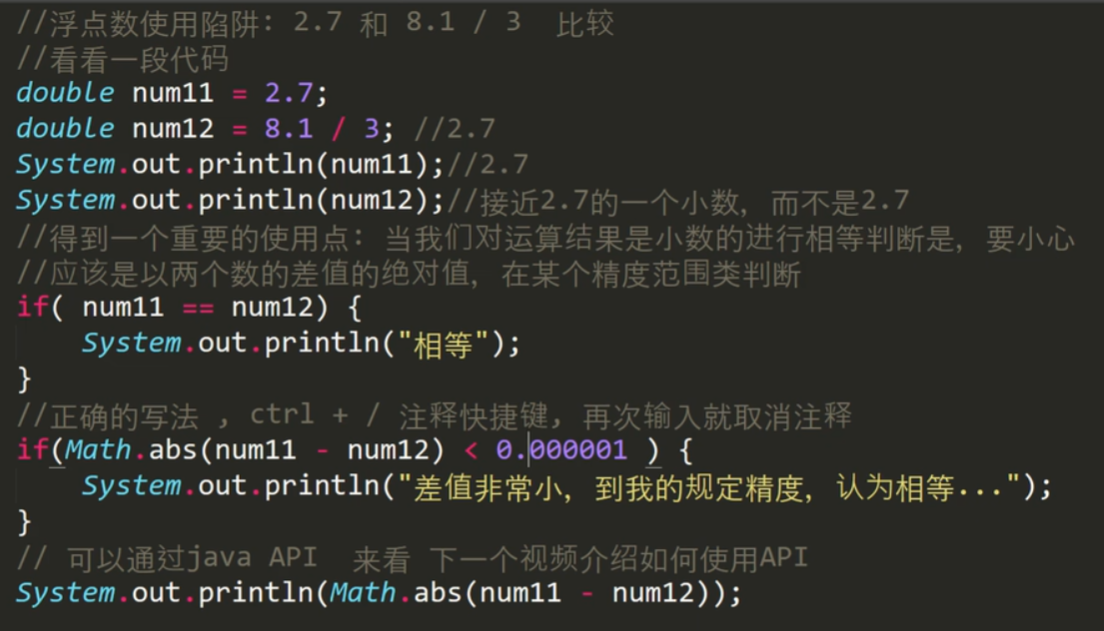 //浮点数使用陷阱: 2.7 和 8.1 / 3  比较
//看看一段代码
double num11 = 2.7;
double num12 = 8.1 / 3; //2.7
System.out.println(num11);//2.7
System.out.println(num12);//接近2.7的一个小数, 而不是2.7
//得到一个重要的使用点: 当我们对运算结果是小数的进行相等判断是, 要小心
//应该是以两个数的差值的绝对值, 在某个精度范围类判断
if( num11 == num12) {
    System.out.println("相等");
}
//正确的写法 , ctrl + / 注释快捷键, 再次输入就取消注释
if(Math.abs(num11 - num12) < 0.000001 ) {
    System.out.println("差值非常小, 到我的规定精度, 认为相等...");
}
// 可以通过java API  来看 下一个视频介绍如何使用API
System.out.println(Math.abs(num11 - num12));